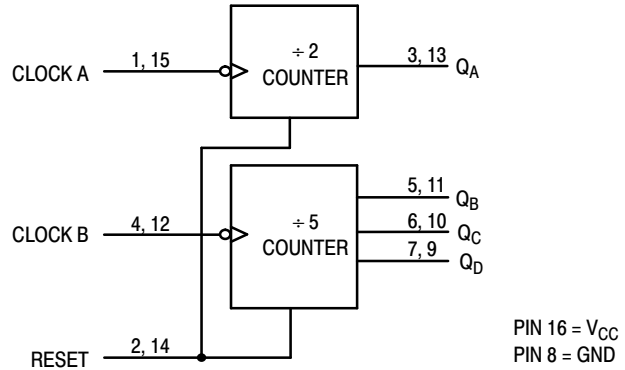 ÷ 2
COUNTER
CLOCK A
1, 15
3, 13
QA
÷ 5
COUNTER
CLOCK B
4, 12
5, 11
QB
6, 10
QC
7, 9
QD
RESET
2, 14
PIN 16 = VCC
PIN 8 = GND